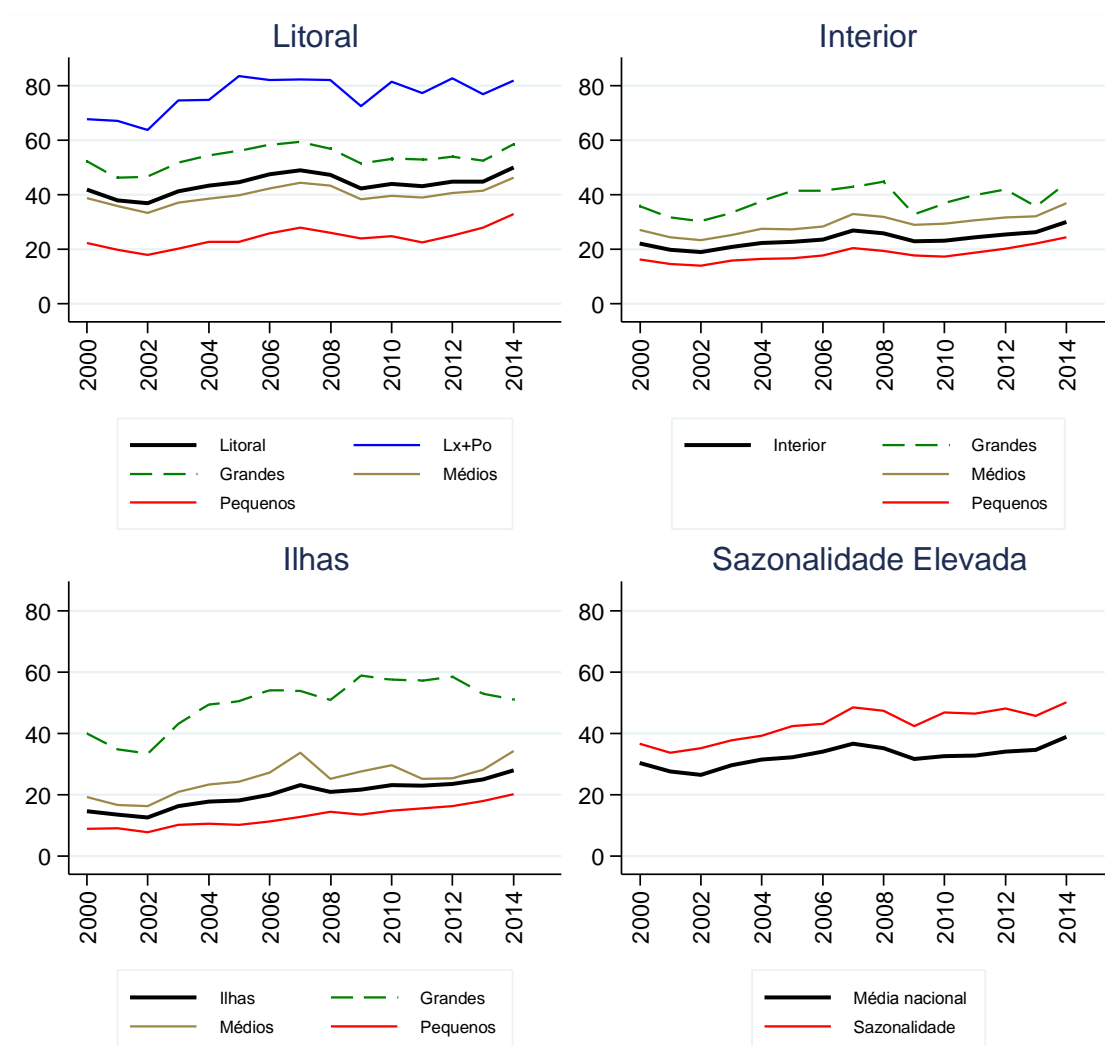 Litoral
80
60
40
20
0
2000
2002
2004
2006
2008
2010
2012
2014
Litoral
Lx+Po
Grandes
Médios
Pequenos
Interior
80
60
40
20
0
2000
2002
2004
2006
2008
2010
2012
2014
Interior
Grandes
Médios
Pequenos
Ilhas
80
60
40
20
0
2000
2002
2004
2006
2008
2010
2012
2014
Ilhas
Grandes
Médios
Pequenos
Sazonalidade Elevada
80
60
40
20
0
2000
2002
2004
2006
2008
2010
2012
2014
Média nacional
Sazonalidade